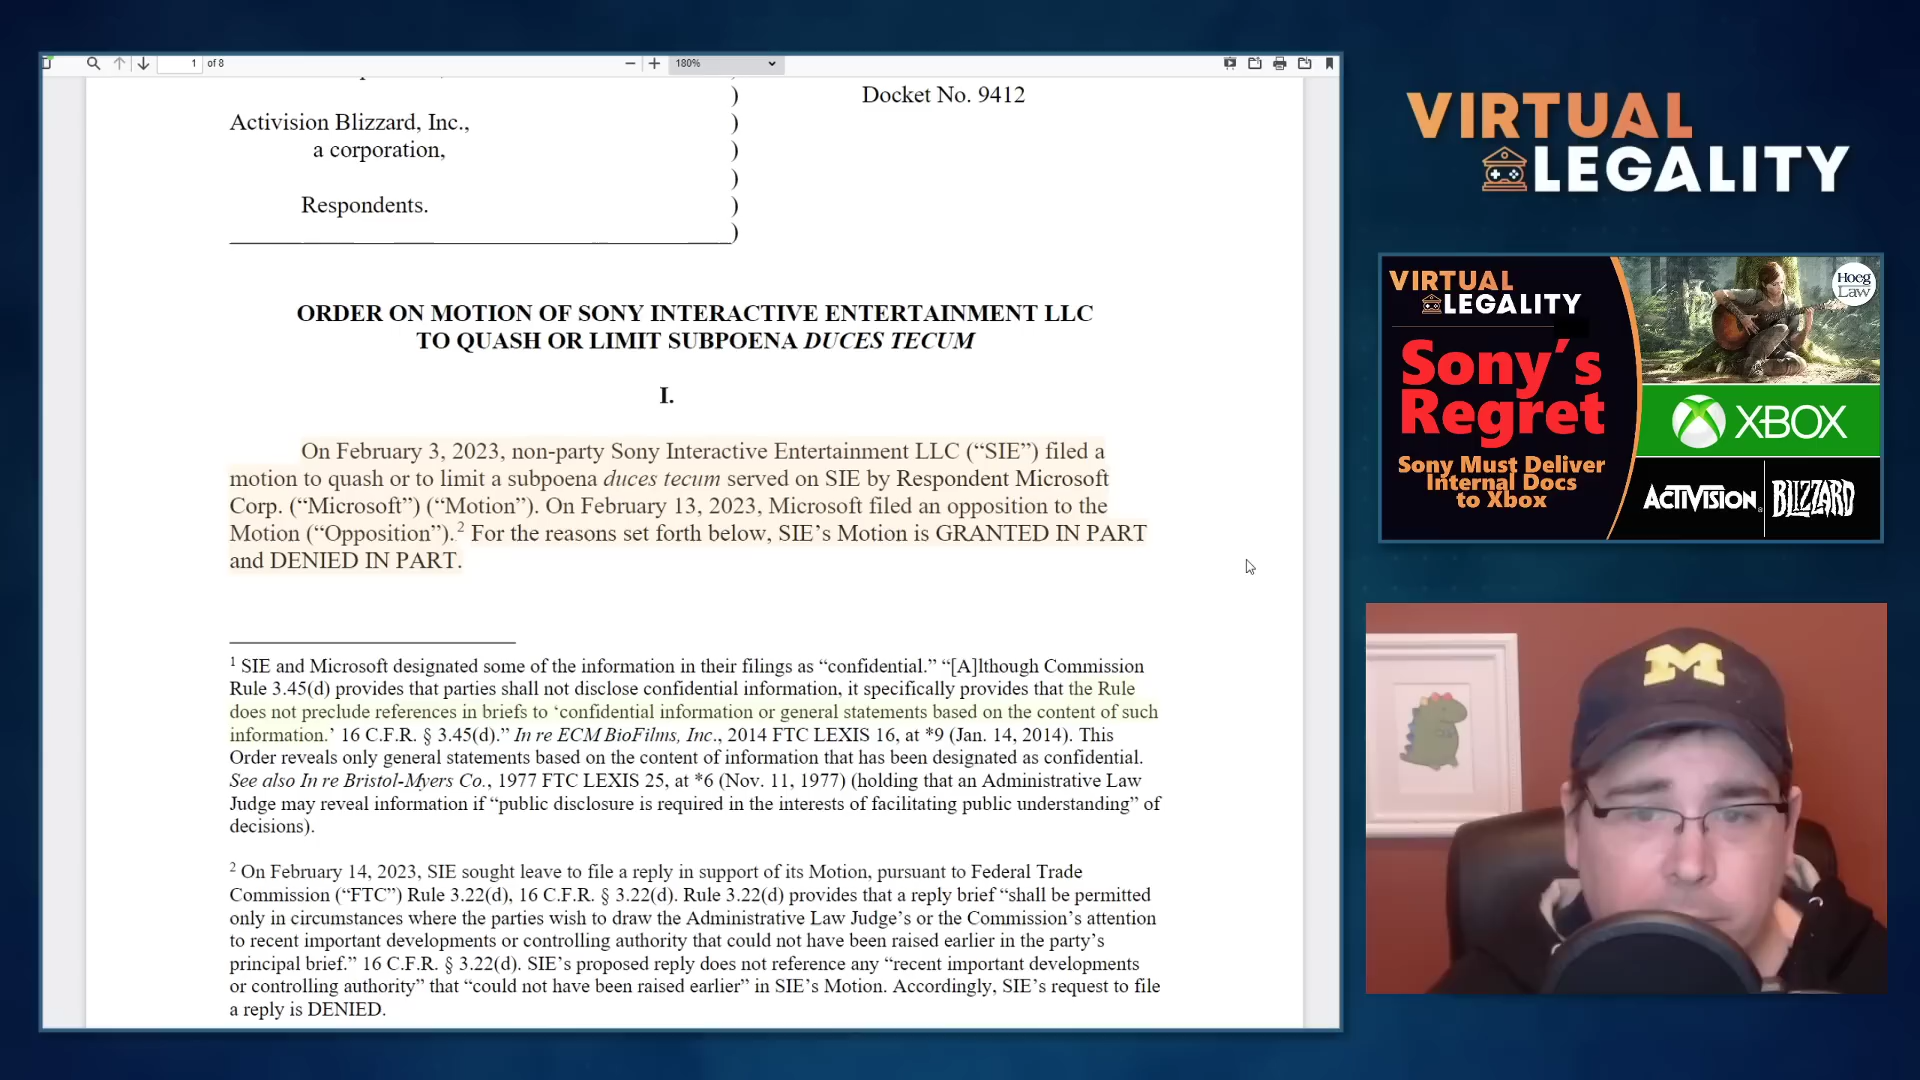 1 of 8
180%
Docket No. 9412
Activision Blizzard, Inc.,
a corporation,
Respondents.
ORDER ON MOTION OF SONY INTERACTIVE ENTERTAINMENT LLC
TO QUASH OR LIMIT SUBPOENA DUCES TECUM
I.
On February 3, 2023, non-party Sony Interactive Entertainment LLC (“SIE”) filed a
motion to quash or to limit a subpoena duces tecum served on SIE by Respondent Microsoft
Corp. (“Microsoft”) (“Motion”). On February 13, 2023, Microsoft filed an opposition to the
Motion (“Opposition”).2 For the reasons set forth below, SIE’s Motion is GRANTED IN PART
and DENIED IN PART.
1 SIE and Microsoft designated some of the information in their filings as “confidential.” “[A]lthough Commission
Rule 3.45(d) provides that parties shall not disclose confidential information, it specifically provides that the Rule
does not preclude references in briefs to ‘confidential information or general statements based on the content of such
information.’ 16 C.F.R. § 3.45(d).” In re ECM BioFilms, Inc., 2014 FTC LEXIS 16, at *9 (Jan. 14, 2014). This
Order reveals only general statements based on the content of information that has been designated as confidential.
See also In re Bristol-Myers Co., 1977 FTC LEXIS 25, at *6 (Nov. 11, 1977) (holding that an Administrative Law
Judge may reveal information if “public disclosure is required in the interests of facilitating public understanding” of
decisions).
2 On February 14, 2023, SIE sought leave to file a reply in support of its Motion, pursuant to Federal Trade
Commission (“FTC”) Rule 3.22(d), 16 C.F.R. § 3.22(d). Rule 3.22(d) provides that a reply brief “shall be permitted
only in circumstances where the parties wish to draw the Administrative Law Judge’s or the Commission’s attention
to recent important developments or controlling authority that could not have been raised earlier in the party’s
principal brief.” 16 C.F.R. § 3.22(d). SIE’s proposed reply does not reference any “recent important developments
or controlling authority” that “could not have been raised earlier” in SIE’s Motion. Accordingly, SIE’s request to file
a reply is DENIED.
VIRTUAL
LEGALITY
VIRTUAL
LEGALITY
Hoeg
Law
Sony’s
Regret
Sony Must Deliver
Internal Docs
to Xbox
XBOX
ACTIVISION
BLIZZARD
M